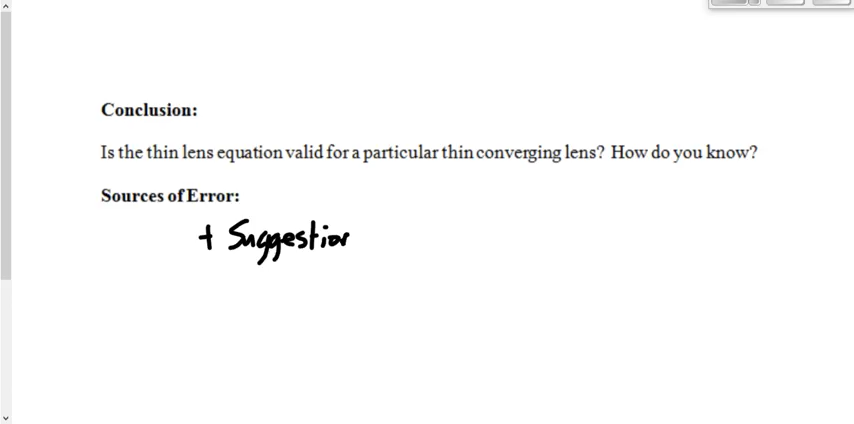 Conclusion:
Is the thin lens equation valid for a particular thin converging lens? How do you know?
Sources of Error:
+ Suggestion